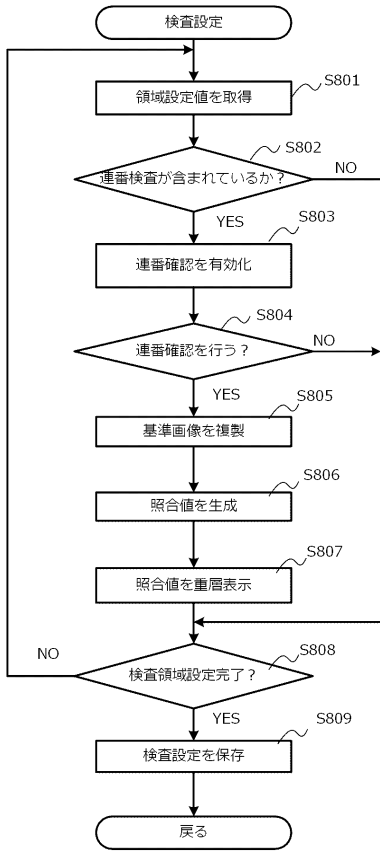 検査設定
S801
領域設定値を取得
S802
連番検査が含まれているか?
NO
YES
S803
連番確認を有効化
S804
連番確認を行う?
NO
YES
S805
基準画像を複製
S806
照合値を生成
S807
照合値を重層表示
S808
NO
検査領域設定完了?
YES
S809
検査設定を保存
戻る